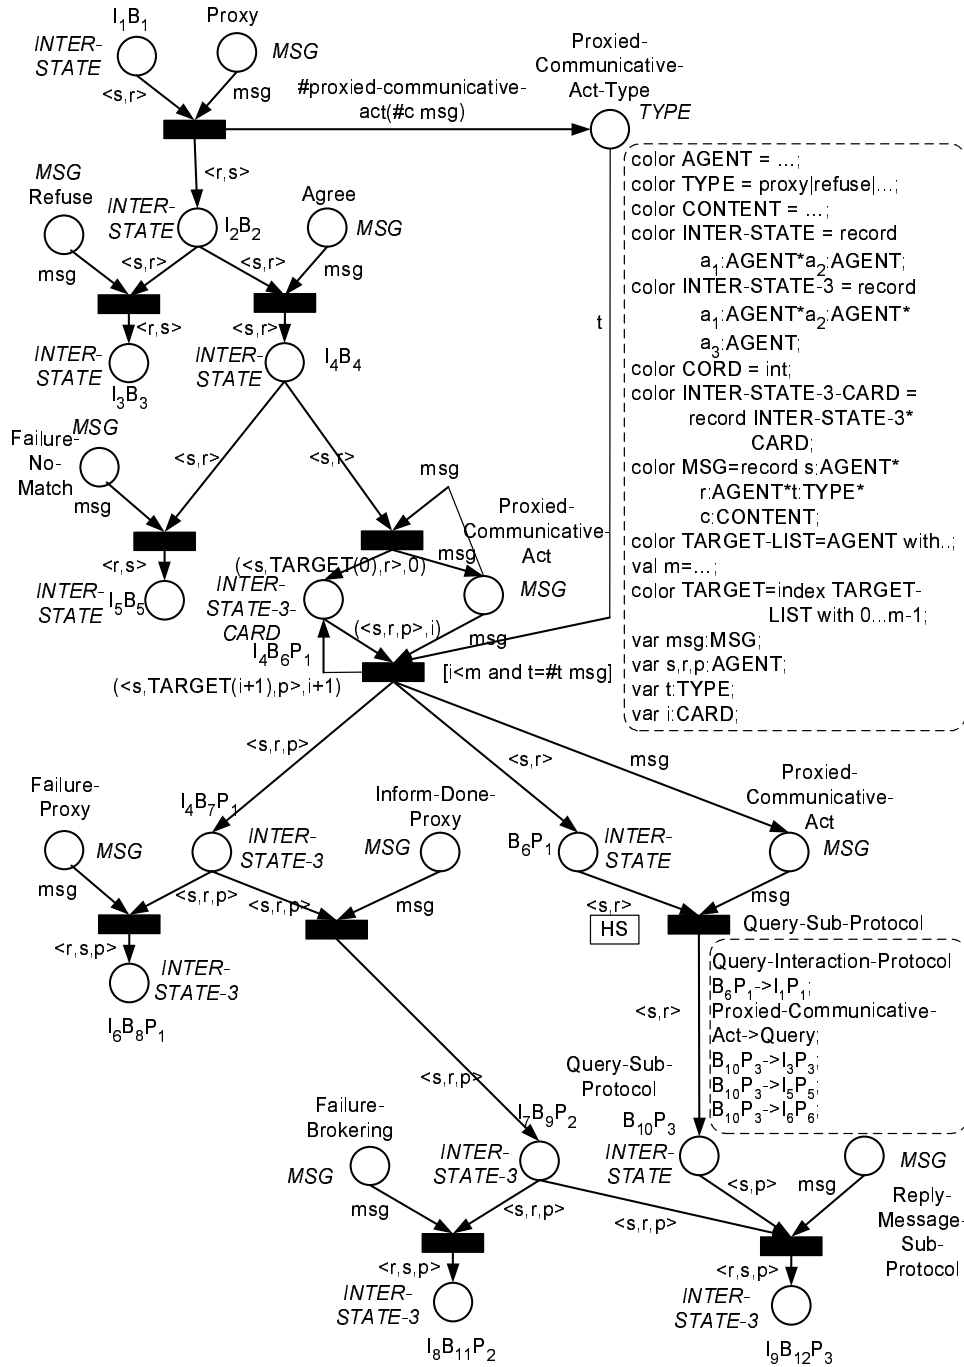 I1B1
Proxy
INTER-
STATE
MSG
Proxied-
Communicative-
Act-Type
TYPE
<s,r>
msg
#proxied-communicative-
act(#c msg)
<r,s>
MSG
Refuse
INTER-
STATE
I2B2
Agree
MSG
msg
<s,r>
<s,r>
msg
<r,s>
<s,r>
t
INTER-
STATE
I3B3
INTER-
STATE
I4B4
color AGENT = ...;
color TYPE = proxy|refuse|...;
color CONTENT = ...;
color INTER-STATE = record
a1:AGENT*a2:AGENT;
color INTER-STATE-3 = record
a1:AGENT*a2:AGENT*
a3:AGENT;
color CORD = int;
color INTER-STATE-3-CARD =
record INTER-STATE-3*
CARD;
color MSG=record s:AGENT*
r:AGENT*t:TYPE*
c:CONTENT;
color TARGET-LIST=AGENT with..;
val m=...;
color TARGET=index TARGET-
LIST with 0...m-1;
var msg:MSG;
var s,r,p:AGENT;
var t:TYPE;
var i:CARD;
MSG
Failure-
No-
Match
msg
<s,r>
<s,r>
msg
Proxied-
Communicative-
Act
MSG
<r,s>
INTER-
STATE
I5B5
(<s,TARGET(0),r>,0)
msg
INTER-
STATE-3-
CARD
I4B6P1
(<s,r,p>,i)
msg
(<s,TARGET(i+1),p>,i+1)
[i<m and t=#t msg]
<s,r,p>
<s,r>
msg
Failure-
Proxy
MSG
I4B7P1
INTER-
STATE-3
Inform-Done-
Proxy
MSG
B6P1
INTER-
STATE
Proxied-
Communicative-
Act
MSG
msg
<s,r,p>
<s,r,p>
msg
<s,r>
msg
HS
Query-Sub-Protocol
<r,s,p>
INTER-
STATE-3
I6B8P1
<s,r>
Query-Interaction-Protocol
B6P1->I1P1;
Proxied-Communicative-
Act->Query;
B10P3->I3P3;
B10P3->I5P5;
B10P3->I6P6;
<s,r,p>
Query-Sub-
Protocol
Failure-
Brokering
MSG
I7B9P2
INTER-
STATE-3
B10P3
INTER-
STATE
MSG
Reply-
Message-
Sub-
Protocol
msg
<s,r,p>
<s,r,p>
<s,p>
msg
<r,s,p>
<r,s,p>
INTER-
STATE-3
I8B11P2
INTER-
STATE-3
I9B12P3